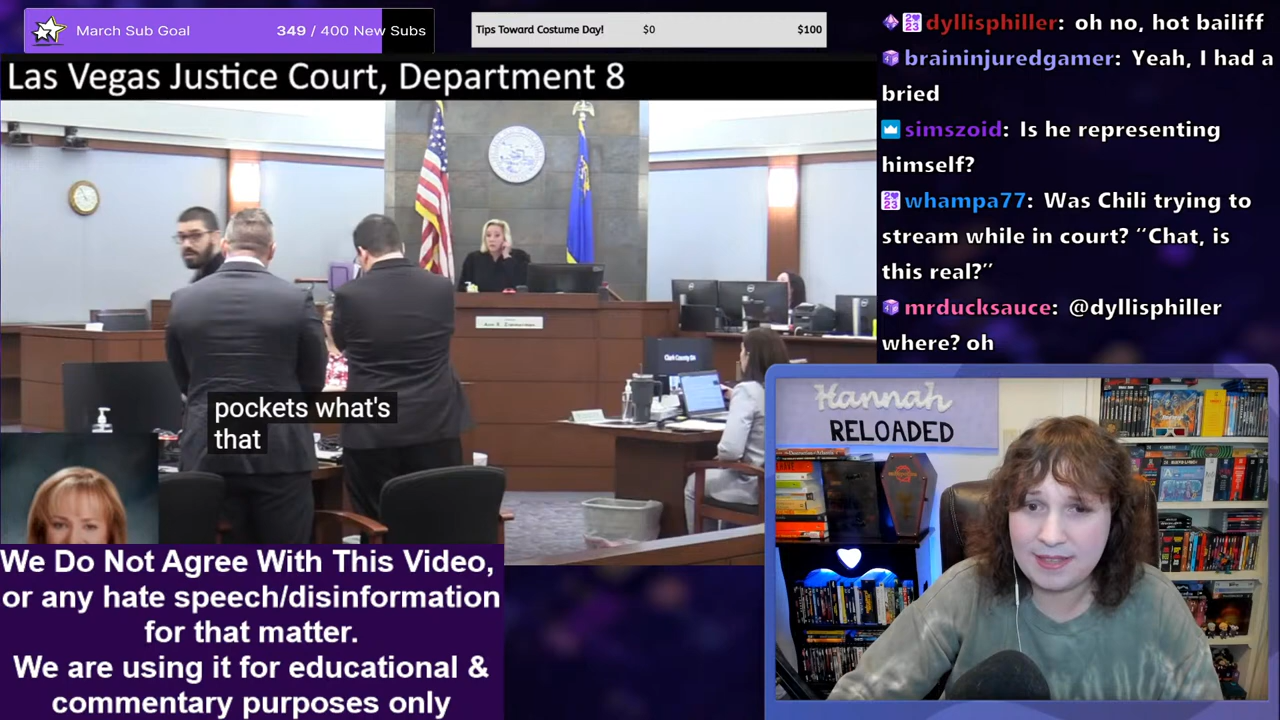 March Sub Goal
349 / 400 New Subs
Tips Toward Costume Day!
$0
$100
Las Vegas Justice Court, Department 8
pockets what's
that
We Do Not Agree With This Video,
or any hate speech/disinformation
for that matter.
We are using it for educational &
commentary purposes only
dyllisphiller: oh no, hot bailiff
braininjuredgamer: Yeah, I had a
bried
simszoid: Is he representing
himself?
whampa77: Was Chili trying to
stream while in court? “Chat, is
this real?”
mrducksauce: @dyllisphiller
where? oh
Hannah
RELOADED
Clark County DA